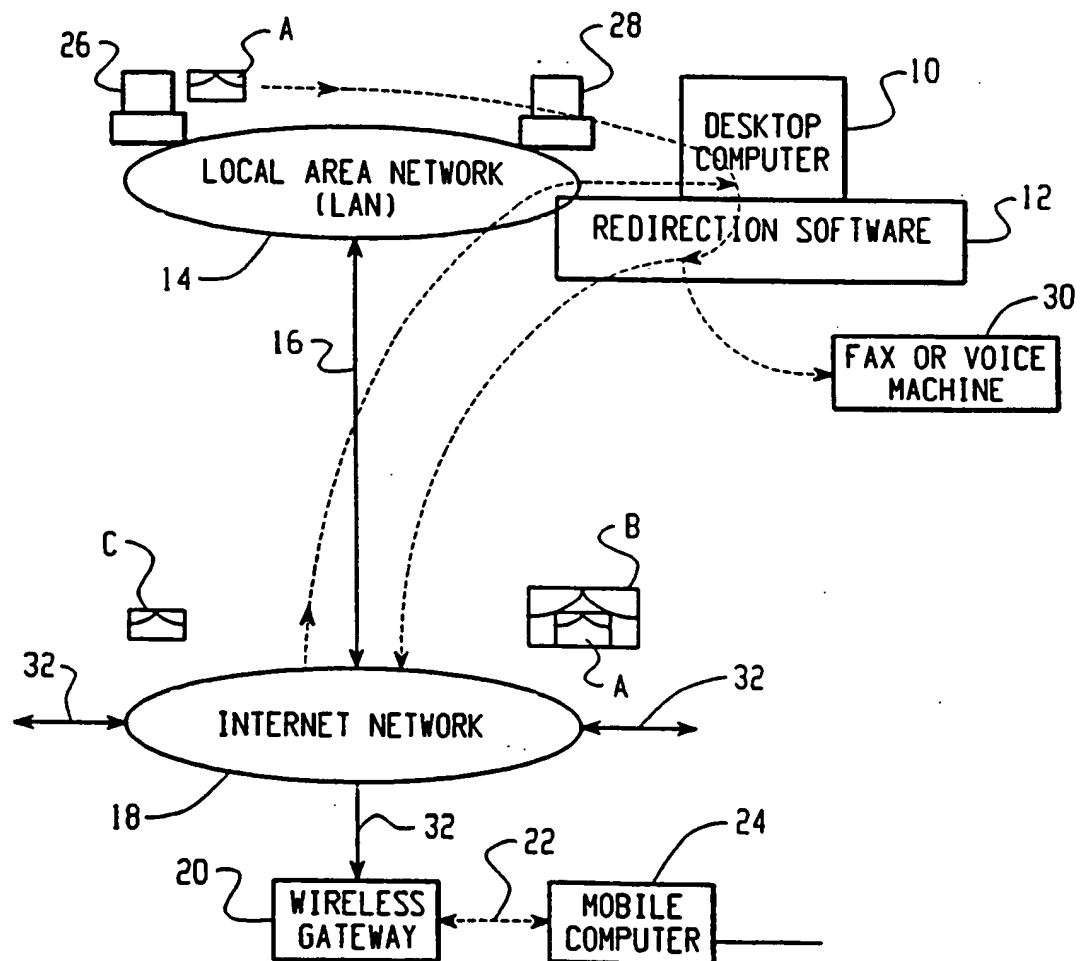 26
A
28
10
DESKTOP
COMPUTER
LOCAL AREA NETWORK
(LAN)
12
REDIRECTION SOFTWARE
14
30
16
FAX OR VOICE
MACHINE
C
B
A
32
32
INTERNET NETWORK
18
32
22
24
20
WIRELESS
GATEWAY
MOBILE
COMPUTER